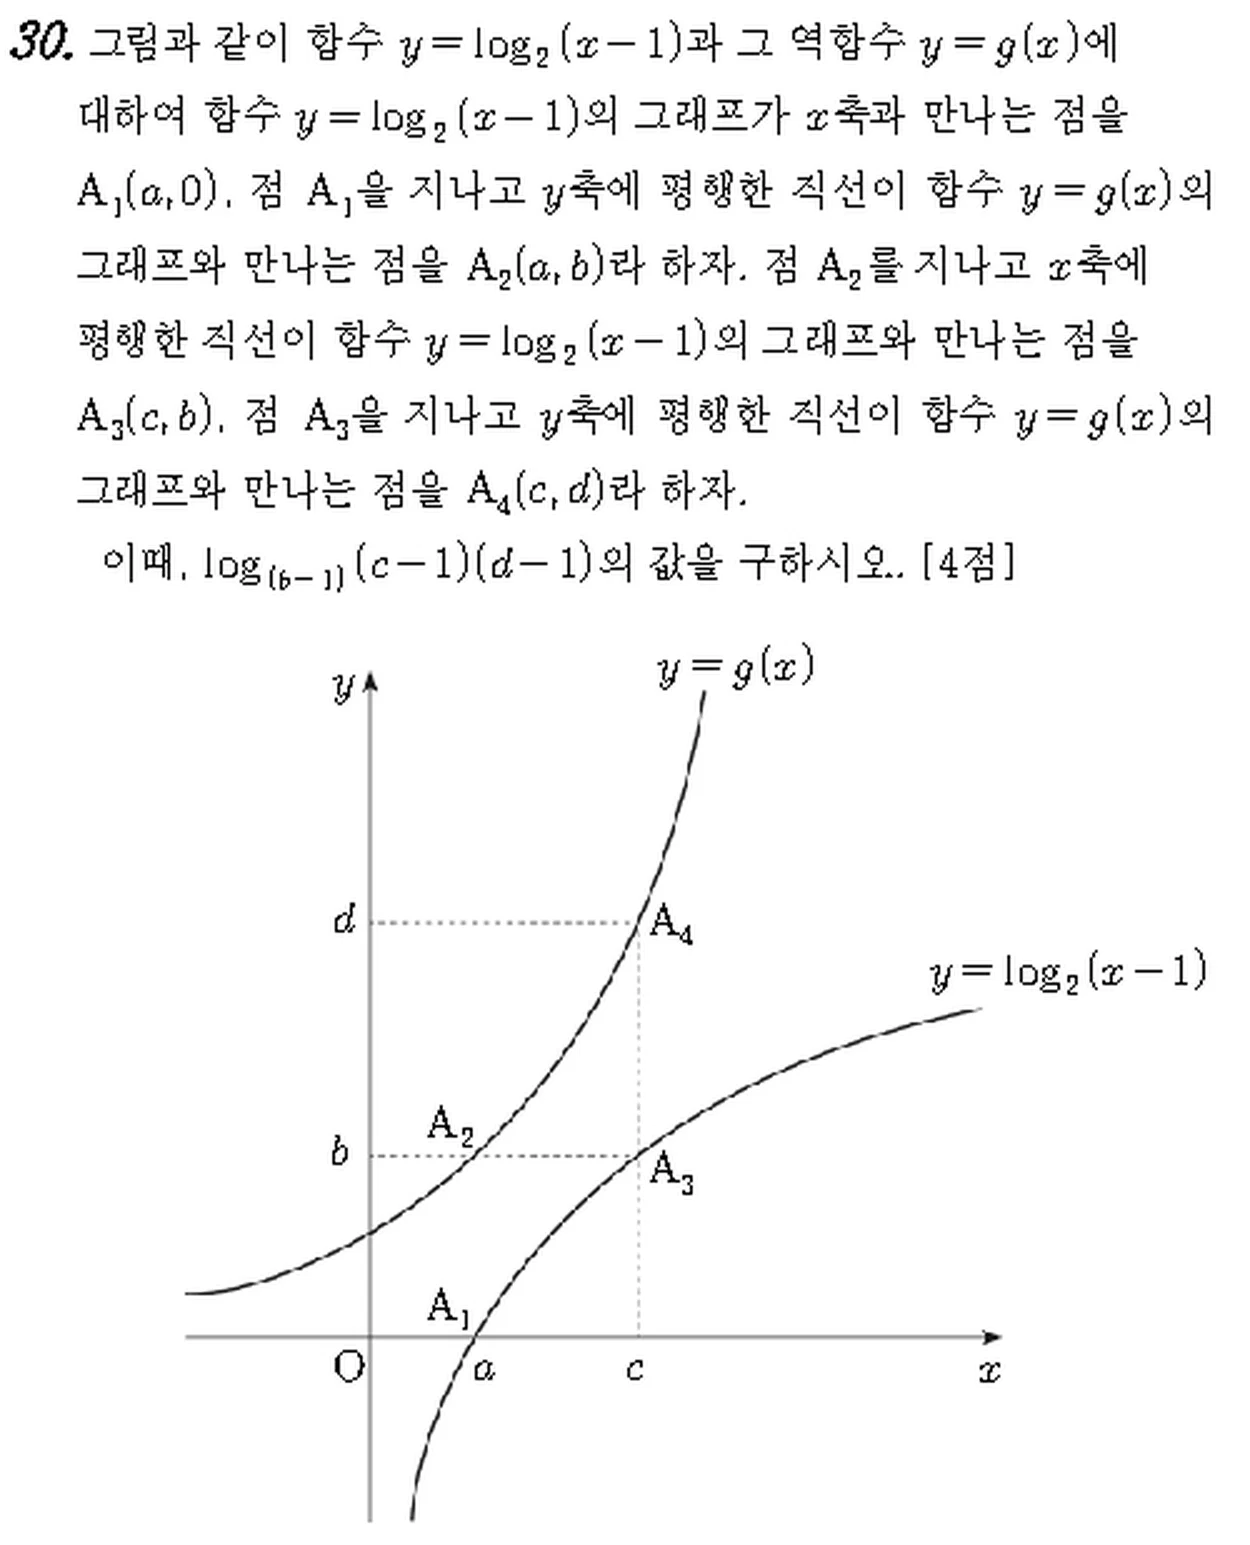 30. 그림과 같이 함수 y=log₂(x-1)과 그 역함수 y=g(x)에
대하여 함수 y=log₂(x-1)의 그래프가 x축과 만나는 점을
A₁(a, 0), 점 A₁을 지나고 y축에 평행한 직선이 함수 y=g(x)의
그래프와 만나는 점을 A₂(a, b)라 하자. 점 A₂를 지나고 x축에
평행한 직선이 함수 y=log₂(x-1)의 그래프와 만나는 점을
A₃(c, b), 점 A₃을 지나고 y축에 평행한 직선이 함수 y=g(x)의
그래프와 만나는 점을 A₄(c, d)라 하자.
이때, log₍b₋₁₎(c-1)(d-1)의 값을 구하시오.. [4점]
y=g(x)
y
d
A₄
y=log₂(x-1)
A₂
b
A₃
A₁
O
a
c
x